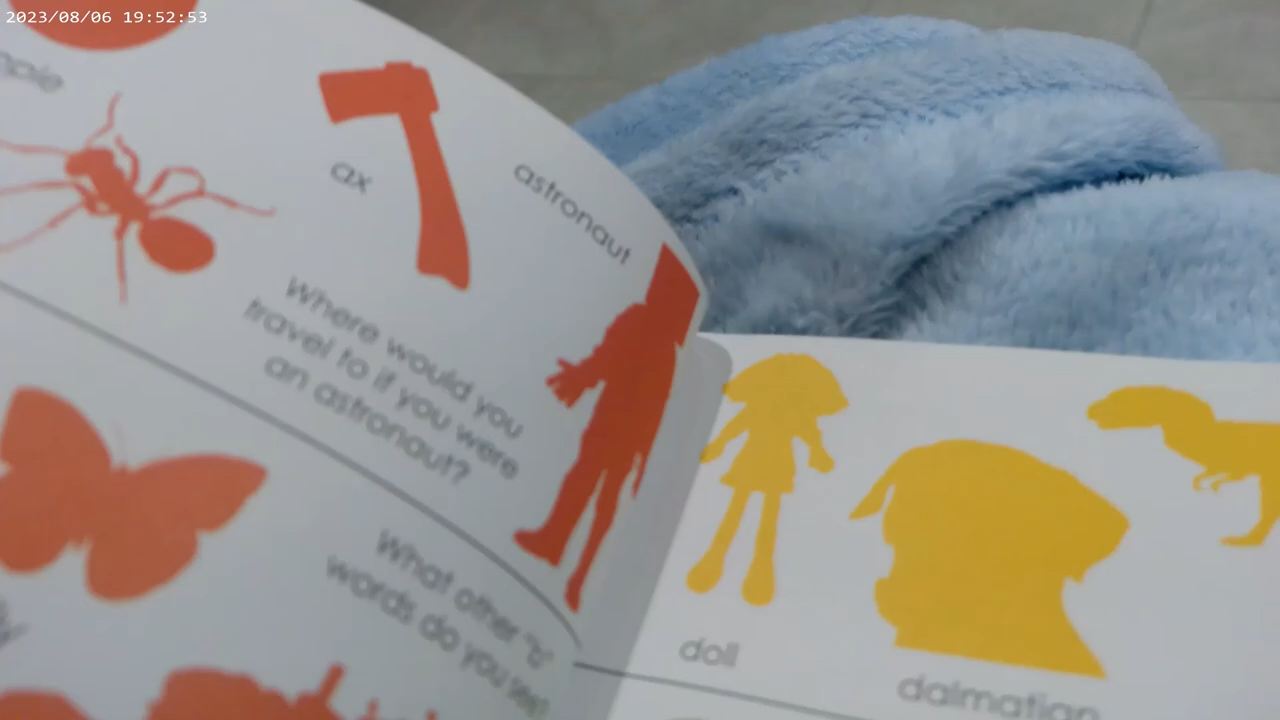 2023/08/06 19:52:53
ax
astronaut
Where would you
travel to if you were
an astronaut?
What other "b"
words do you
doll
dalmatian